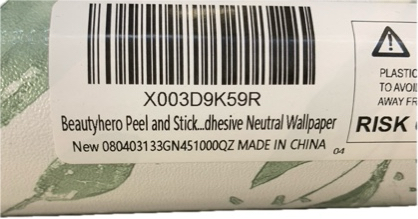 X003D9K59R
Beautyhero Peel and Stick...dhesive Neutral Wallpaper
New 080403133GN451000QZ MADE IN CHINA 04
PLASTIC
TO AVOI
AWAY FR
RISK